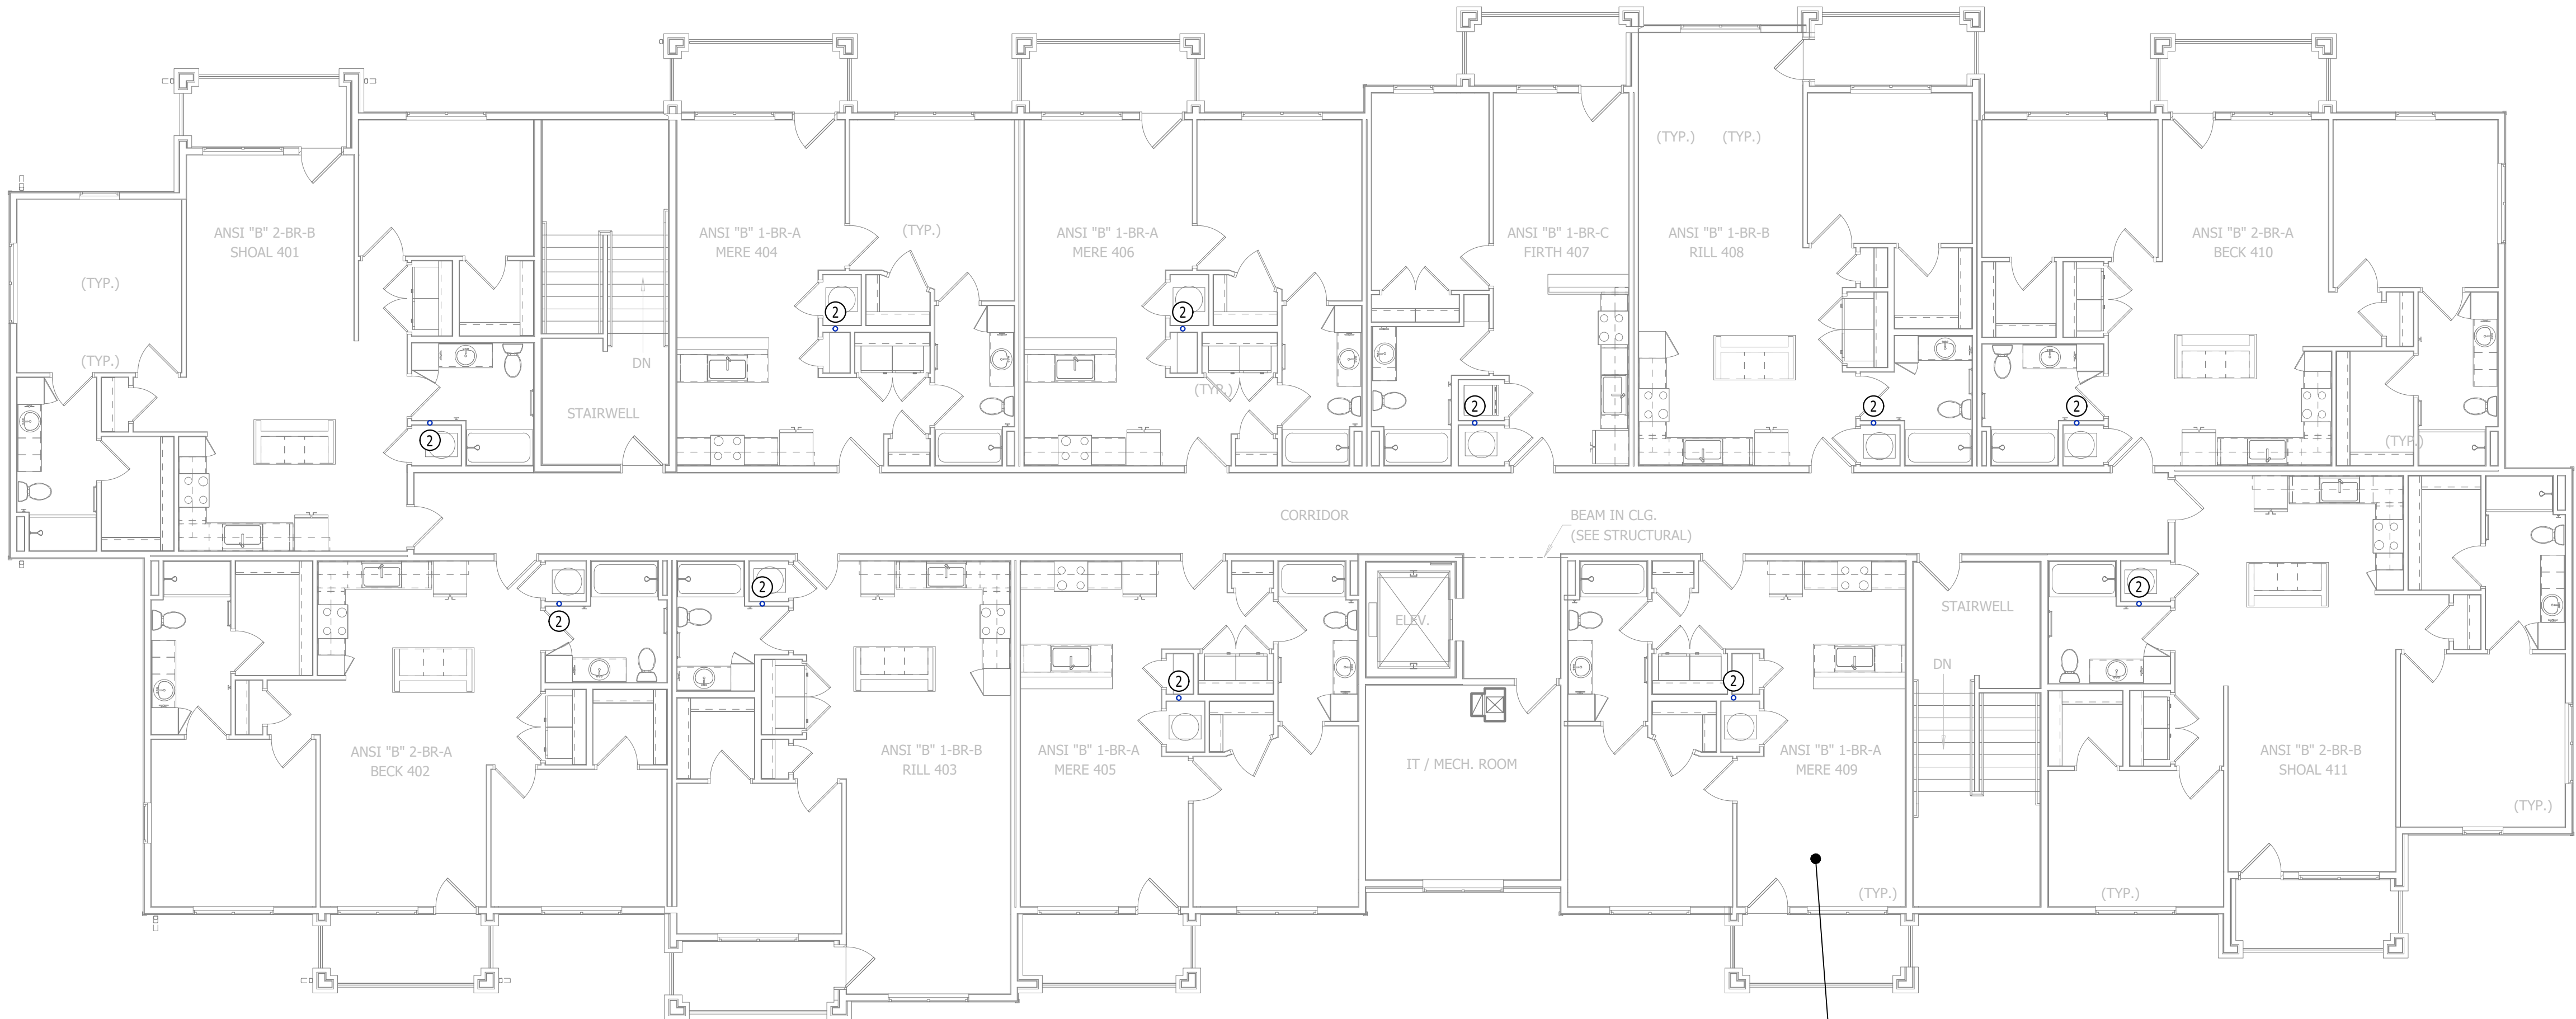 (TYP.) (TYP.)
ANSI "B" 2-BR-B
SHOAL 401
ANSI "B" 1-BR-A
MERE 404
(TYP.)
ANSI "B" 1-BR-A
MERE 406
ANSI "B" 1-BR-C
FIRTH 407
ANSI "B" 1-BR-B
RILL 408
ANSI "B" 2-BR-A
BECK 410
(TYP.)
2
2
(TYP.)
DN
(TYP.)
STAIRWELL
2
2
2
2
2
(TYP.)
CORRIDOR
BEAM IN CLG.
(SEE STRUCTURAL)
2
2
2
STAIRWELL
ELEV.
DN
2
2
ANSI "B" 2-BR-A
BECK 402
ANSI "B" 1-BR-B
RILL 403
ANSI "B" 1-BR-A
MERE 405
IT / MECH. ROOM
ANSI "B" 1-BR-A
MERE 409
ANSI "B" 2-BR-B
SHOAL 411
(TYP.)
(TYP.)
(TYP.)